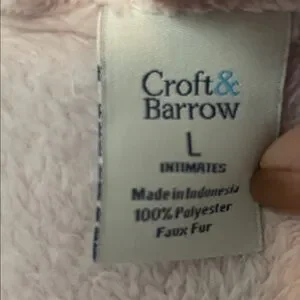 Croft&
Barrow
L
INTIMATES
Made in Indonesia
100% Polyester
Faux Fur